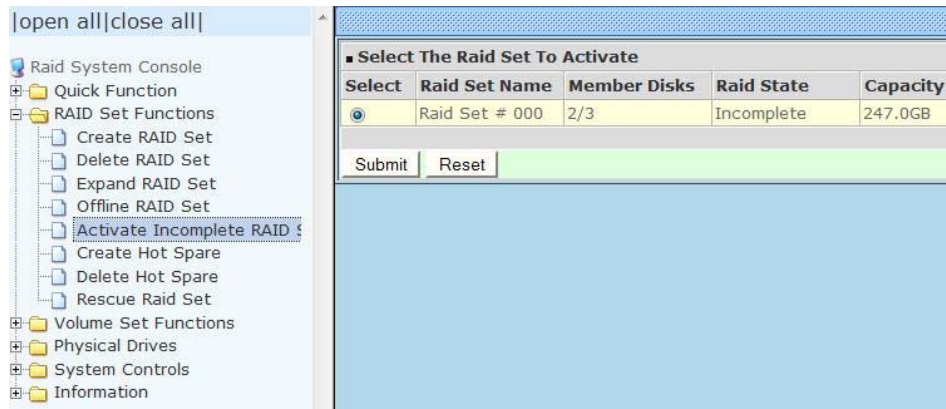 |open all|close all|
Raid System Console
Quick Function
RAID Set Functions
Create RAID Set
Delete RAID Set
Expand RAID Set
Offline RAID Set
Activate Incomplete RAID
Create Hot Spare
Delete Hot Spare
Rescue Raid Set
Volume Set Functions
Physical Drives
System Controls
Information
Select The Raid Set To Activate
Select Raid Set Name Member Disks Raid State Capacity
Raid Set # 000 2/3 Incomplete 247.0GB
Submit Reset